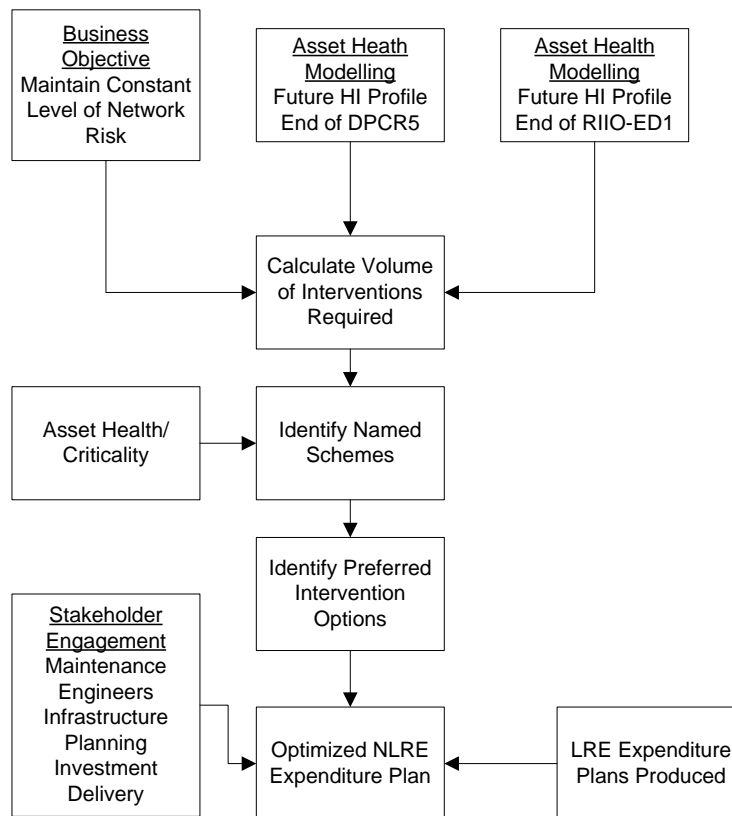 Business
Objective
Maintain Constant
Level of Network
Risk
Asset Heath
Modelling
Future HI Profile
End of DPCR5
Asset Health
Modelling
Future HI Profile
End of RIIO-ED1
Calculate Volume
of Interventions
Required
Asset Health/
Criticality
Identify Named
Schemes
Identify Preferred
Intervention
Options
Stakeholder
Engagement
Maintenance
Engineers
Infrastructure
Planning
Investment
Delivery
Optimized NLRE
Expenditure Plan
LRE Expenditure
Plans Produced